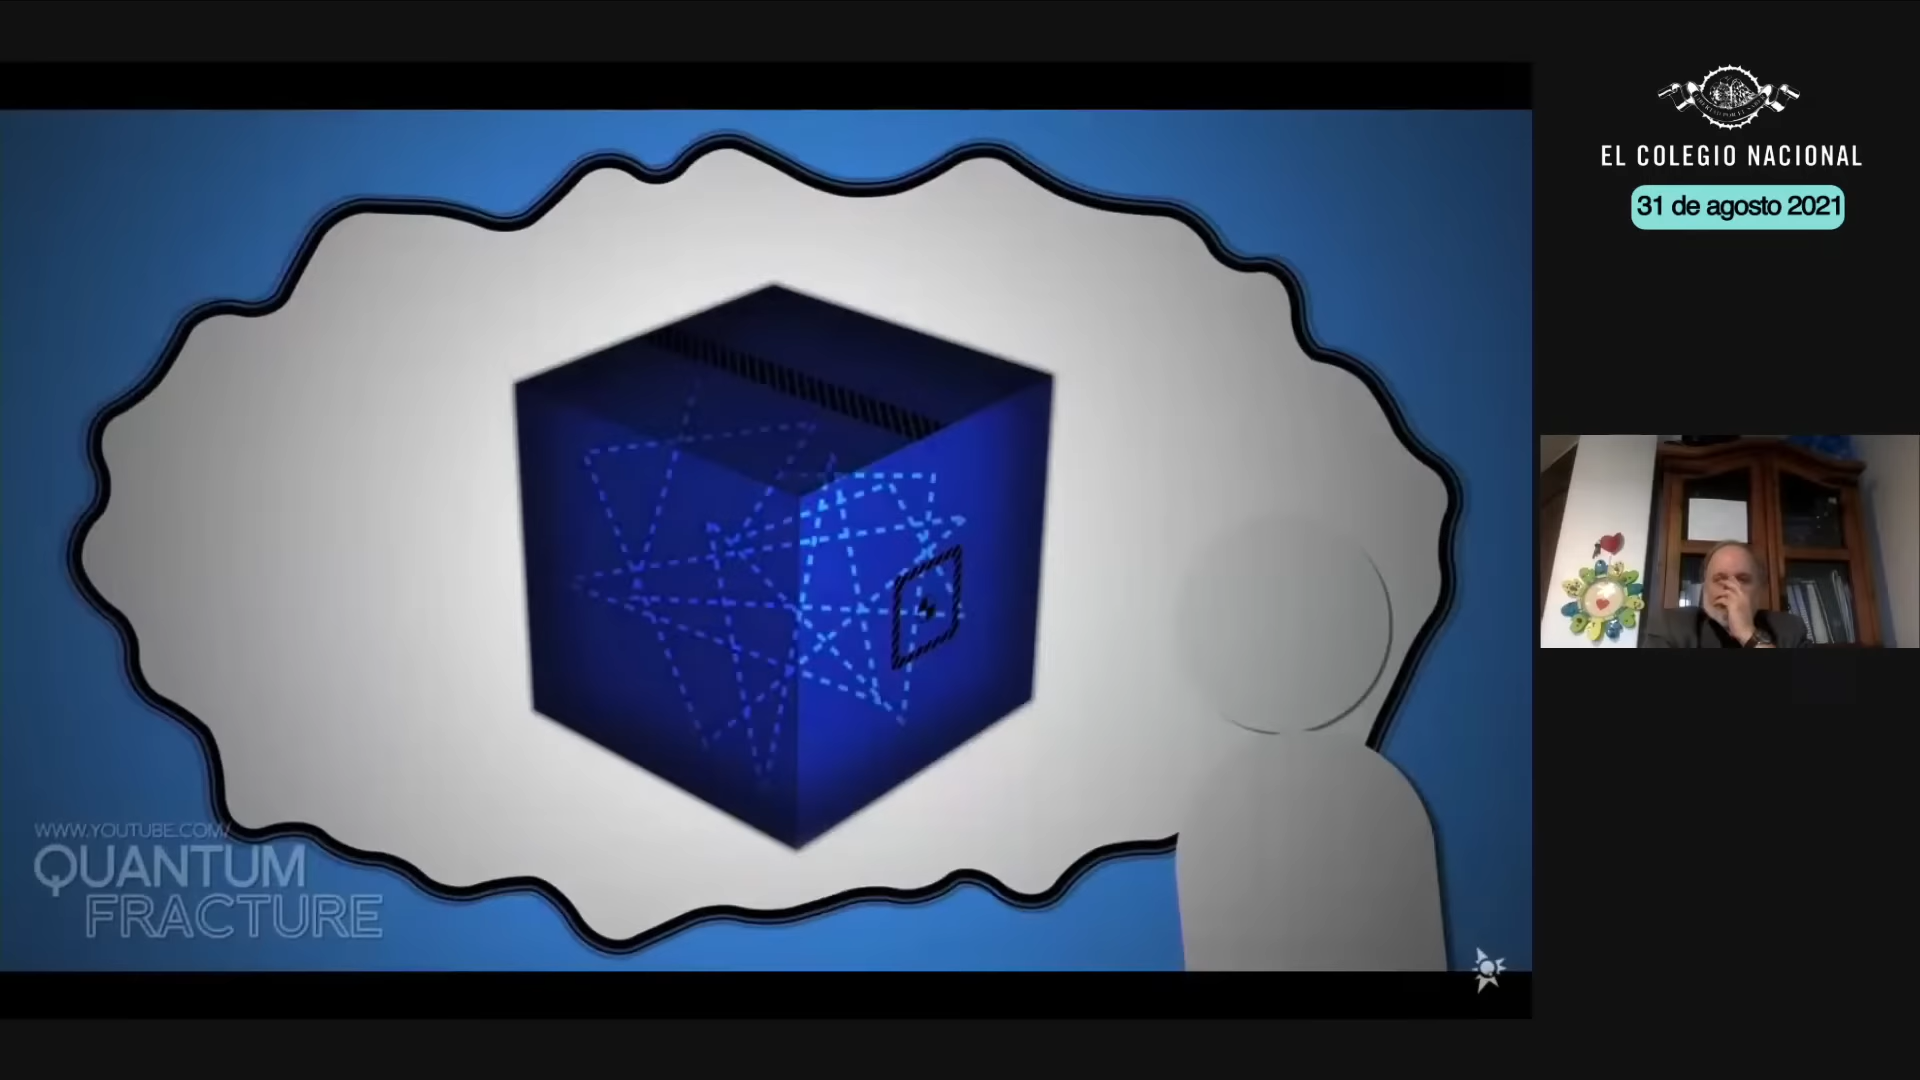 EL COLEGIO NACIONAL
31 de agosto 2021
WWW.YOUTUBE.COM/
QUANTUM
FRACTURE